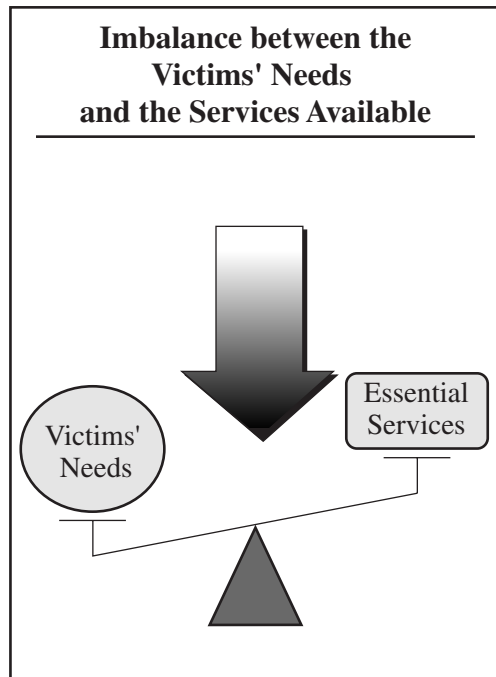 Imbalance between the
Victims' Needs
and the Services Available
Essential
Services
Victims'
Needs